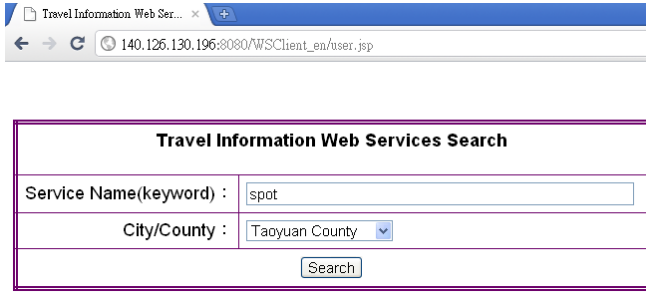 Travel Information Web Ser...
140.126.130.196:8080/WSClient_en/user.jsp
Travel Information Web Services Search
Service Name(keyword)：
spot
City/County：
Taoyuan County
Search